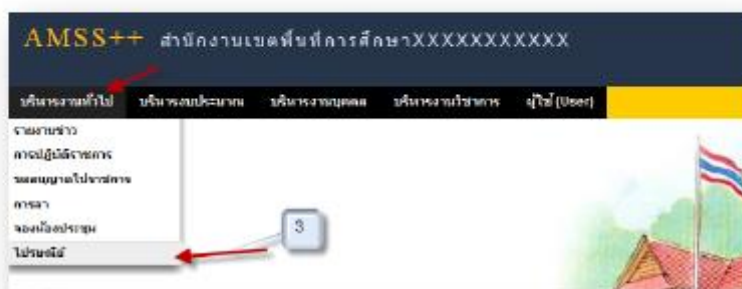 AMSS++ สำนักงานเขตพื้นที่การศึกษาXXXXXXXXXXX
บริหารงานทั่วไป บริหารงบประมาณ บริหารงานบุคคล บริหารงานวิชาการ ผู้ใช้ (User)
รายงานข่าว
การปฏิบัติราชการ
ขออนุญาตไปราชการ
การลา
จองห้องประชุม
ไปรษณีย์
3